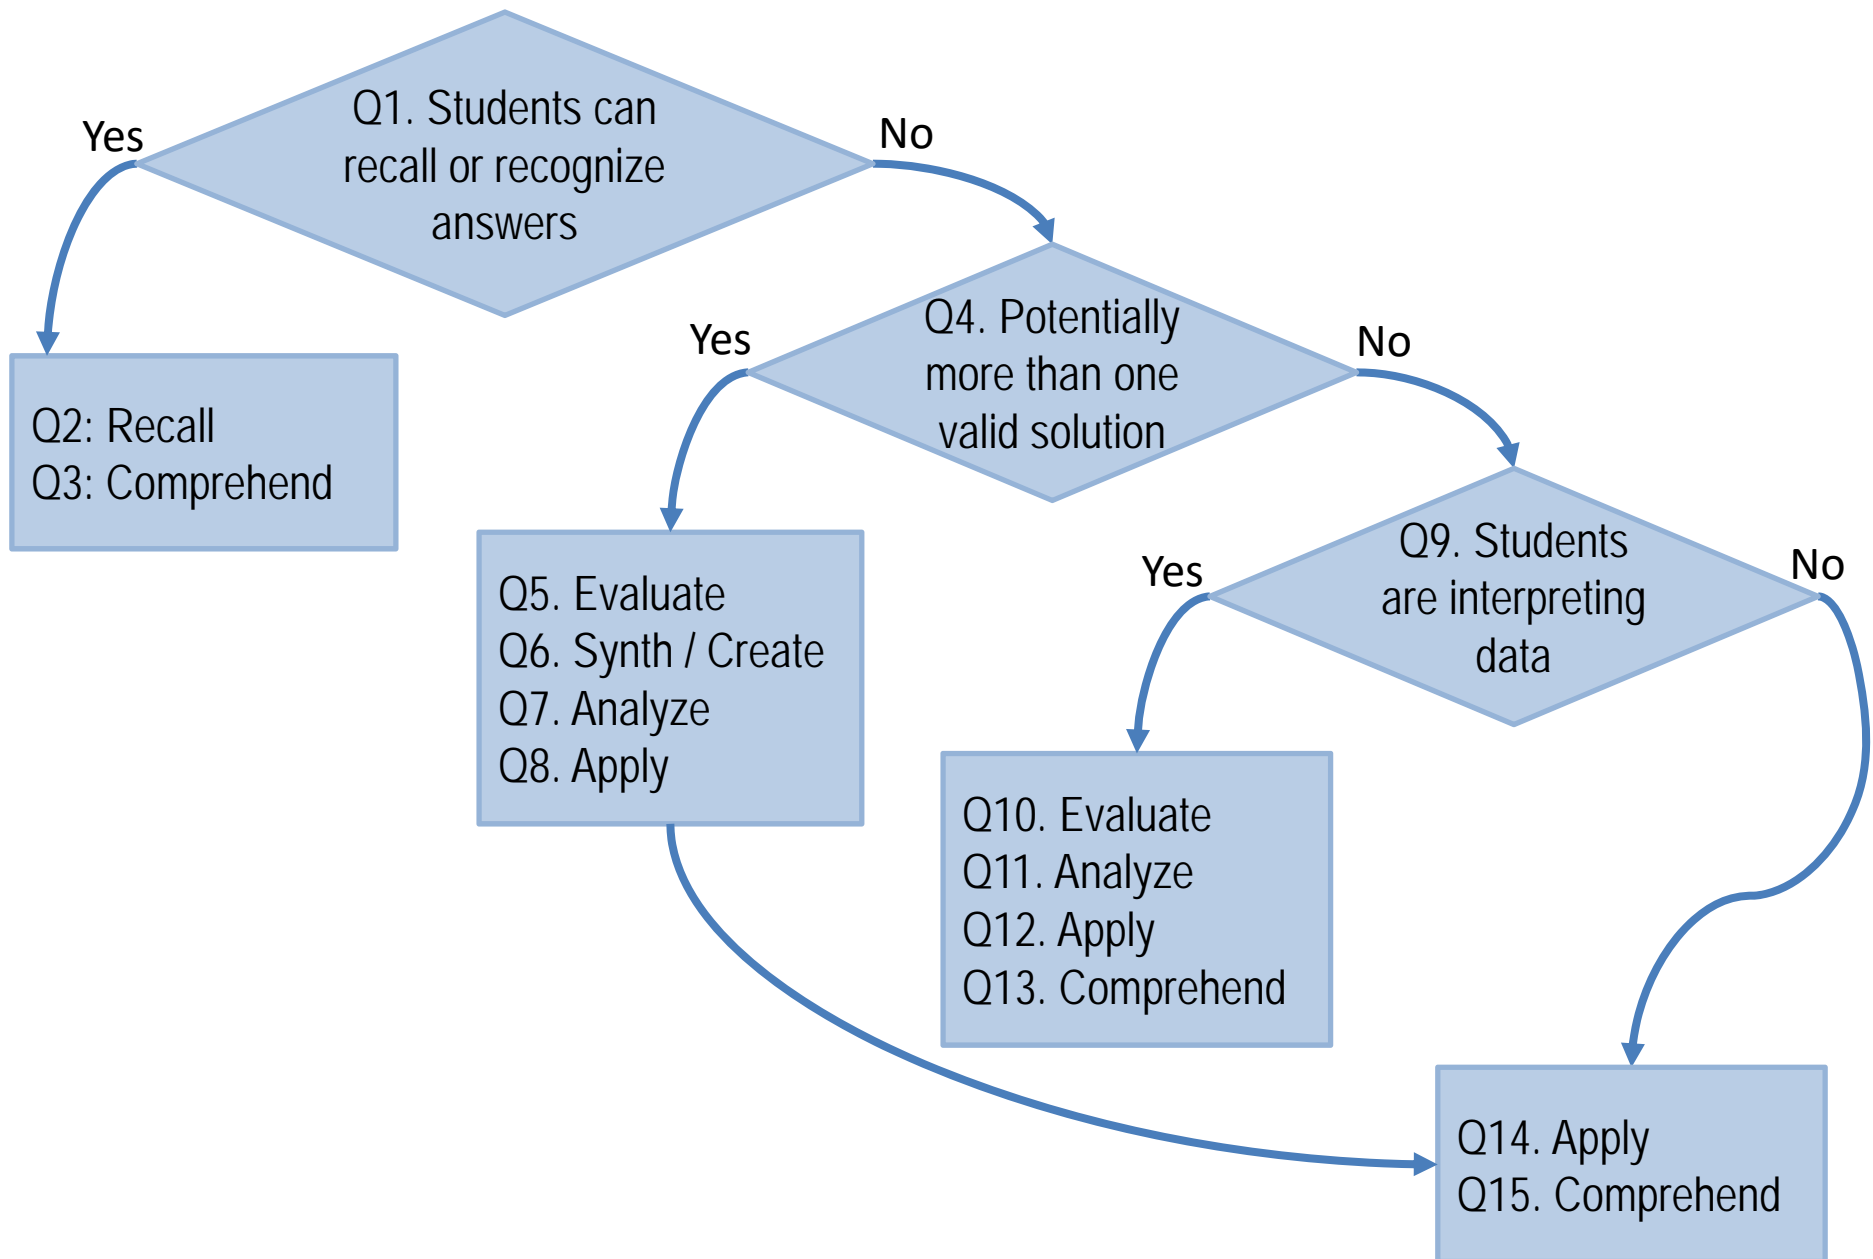 Q1. Students can
recall or recognize
answers
Yes
No
Q2: Recall
Q3: Comprehend
Q4. Potentially
more than one
valid solution
Yes
No
Q5. Evaluate
Q6. Synth / Create
Q7. Analyze
Q8. Apply
Q9. Students
are interpreting
data
Yes
No
Q10. Evaluate
Q11. Analyze
Q12. Apply
Q13. Comprehend
Q14. Apply
Q15. Comprehend